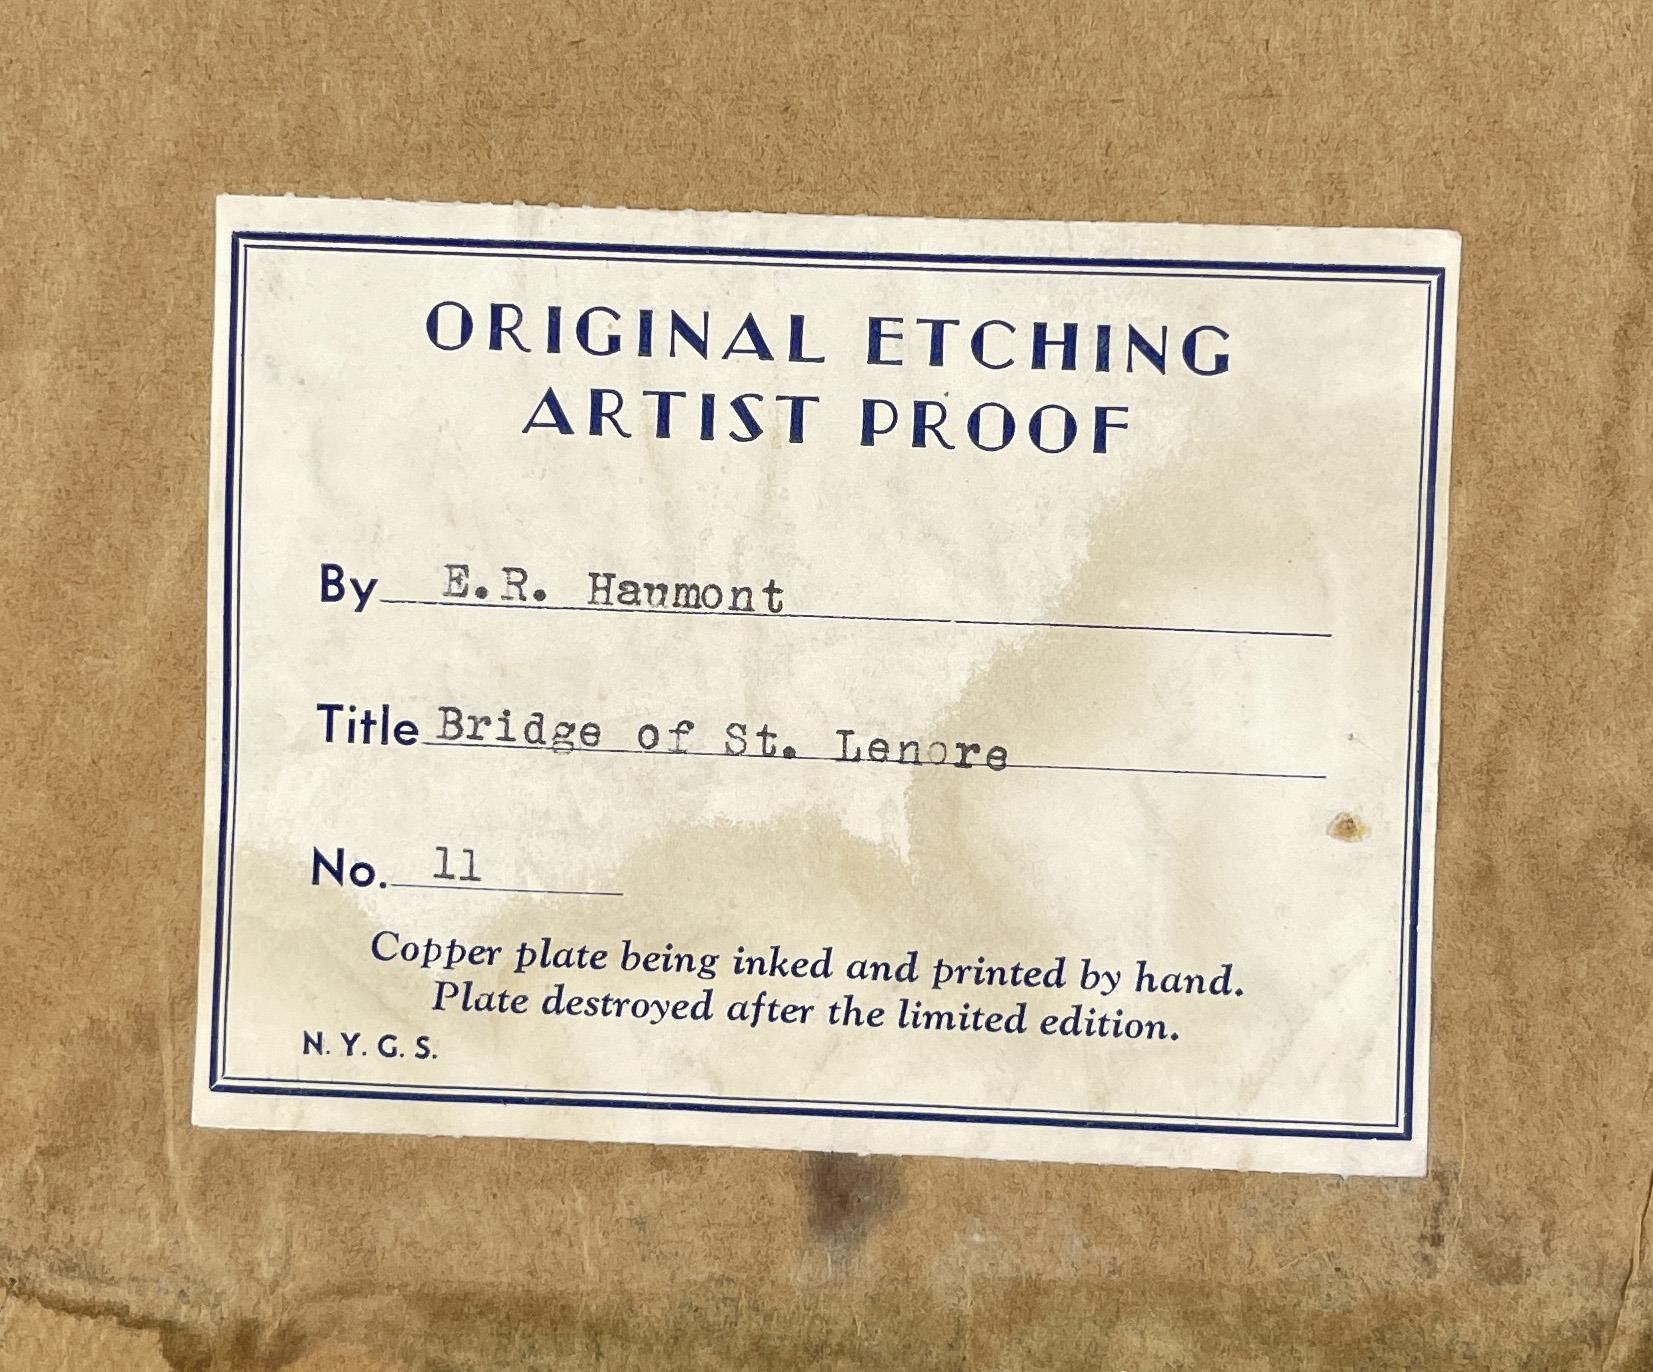 ORIGINAL ETCHING
ARTIST PROOF
By E.R. Haumont
Title Bridge of St. Lenore
No. 11
Copper plate being inked and printed by hand.
Plate destroyed after the limited edition.
N. Y. G. S.